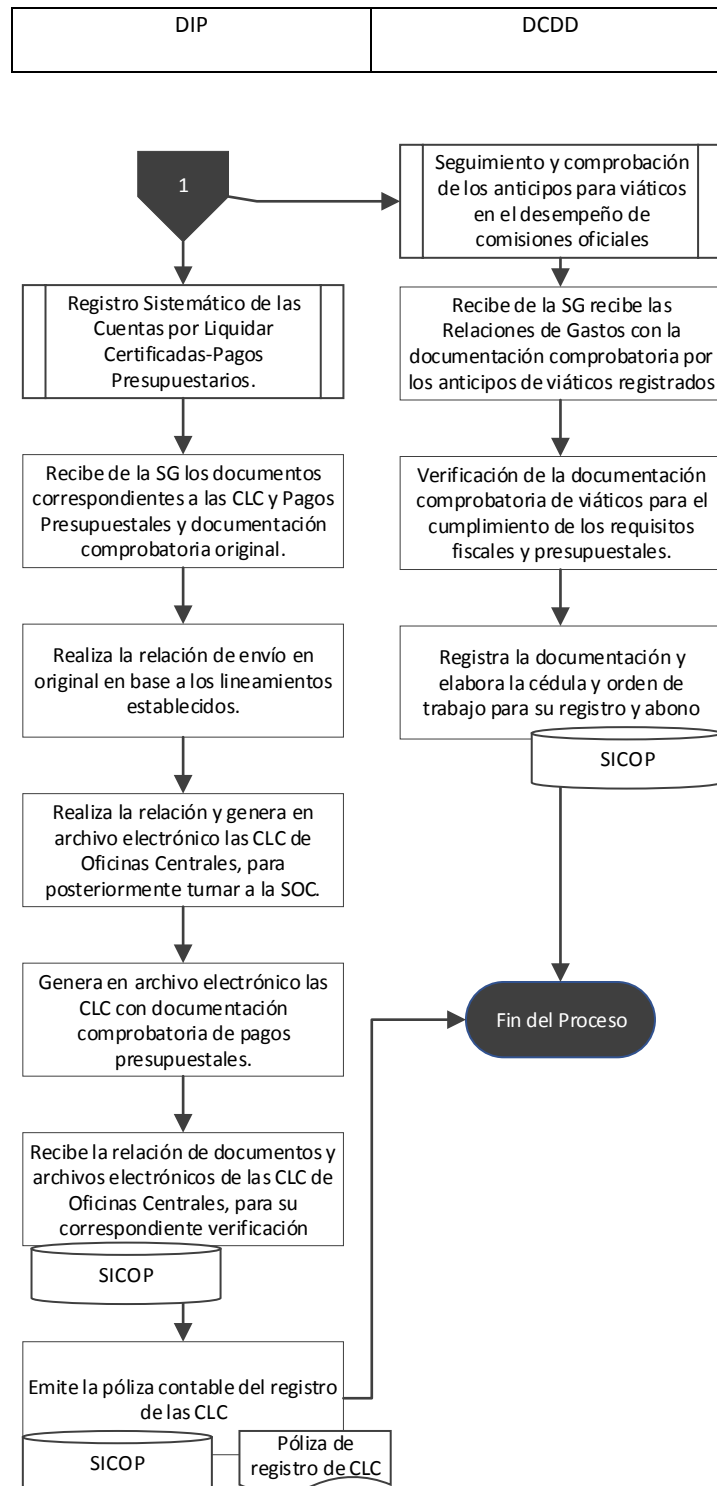 DIP
DCDD
1
Seguimiento y comprobación
de los anticipos para viáticos
en el desempeño de
comisiones oficiales
Registro Sistemático de las
Cuentas por Liquidar
Certificadas-Pagos
Presupuestarios.
Recibe de la SG recibe las
Relaciones de Gastos con la
documentación comprobatoria por
los anticipos de viáticos registrados
Recibe de la SG los documentos
correspondientes a las CLC y Pagos
Presupuestales y documentación
comprobatoria original.
Verificación de la documentación
comprobatoria de viáticos para el
cumplimiento de los requisitos
fiscales y presupuestales.
Realiza la relación de envío en
original en base a los lineamientos
establecidos.
Registra la documentación y
elabora la cédula y orden de
trabajo para su registro y abono
SICOP
Realiza la relación y genera en
archivo electrónico las CLC de
Oficinas Centrales, para
posteriormente turnar a la SOC.
Genera en archivo electrónico las
CLC con documentación
comprobatoria de pagos
presupuestales.
Fin del Proceso
Recibe la relación de documentos y
archivos electrónicos de las CLC de
Oficinas Centrales, para su
correspondiente verificación
SICOP
Emite la póliza contable del registro
de las CLC
SICOP
Póliza de
registro de CLC